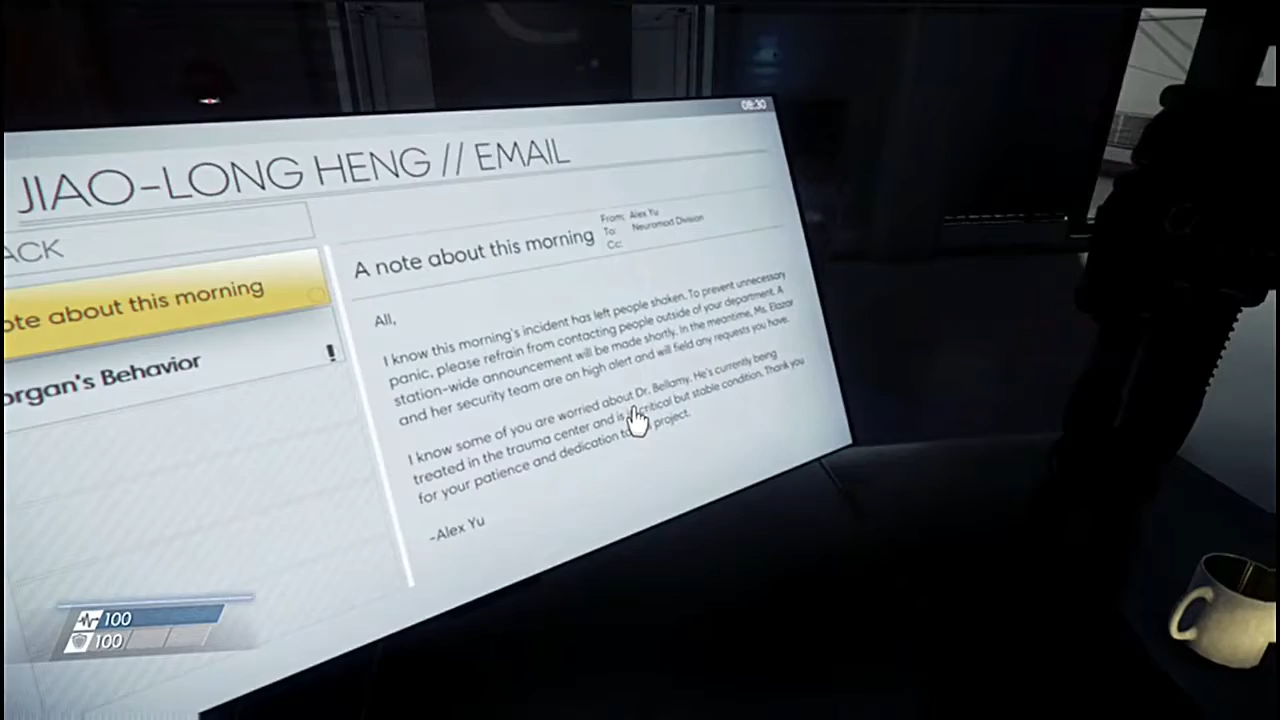 08:30
JIAO-LONG HENG // EMAIL
ACK
ote about this morning
organ's Behavior
!
A note about this morning
From: Alex Yu
To: Neuromod Division
Cc:
All,
I know this morning's incident has left people shaken. To prevent unnecessary
panic, please refrain from contacting people outside of your department. A
station-wide announcement will be made shortly. In the meantime, Ms. Elazar
and her security team are on high alert and will field any requests you have.
I know some of you are worried about Dr. Bellamy. He's currently being
treated in the trauma center and is critical but stable condition. Thank you
for your patience and dedication project.
-Alex Yu
100
100